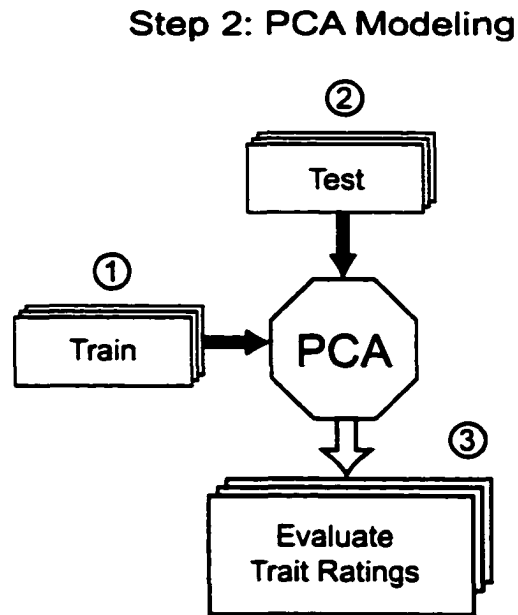 Step 2: PCA Modeling
②
Test
①
Train
PCA
③
Evaluate
Trait Ratings